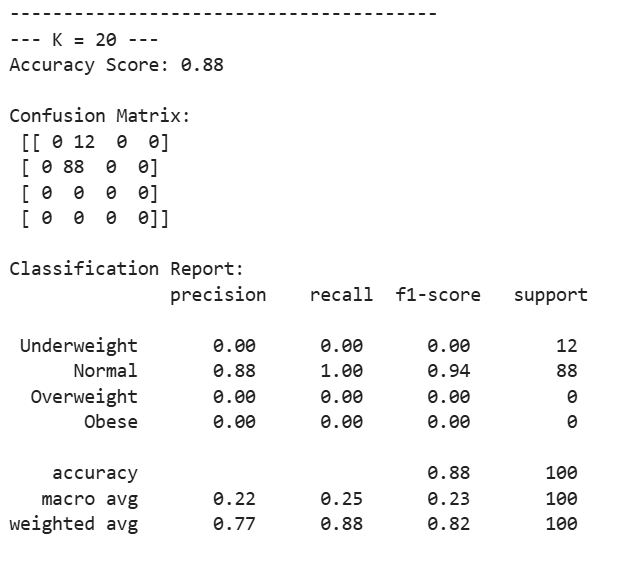 ----------------------------------------
--- K = 20 ---
Accuracy Score: 0.88

Confusion Matrix:
 [[ 0 12  0  0]
 [ 0 88  0  0]
 [ 0  0  0  0]
 [ 0  0  0  0]]

Classification Report:
               precision    recall  f1-score   support

 Underweight       0.00      0.00      0.00        12
      Normal       0.88      1.00      0.94        88
  Overweight       0.00      0.00      0.00         0
       Obese       0.00      0.00      0.00         0

    accuracy                           0.88       100
   macro avg       0.22      0.25      0.23       100
weighted avg       0.77      0.88      0.82       100